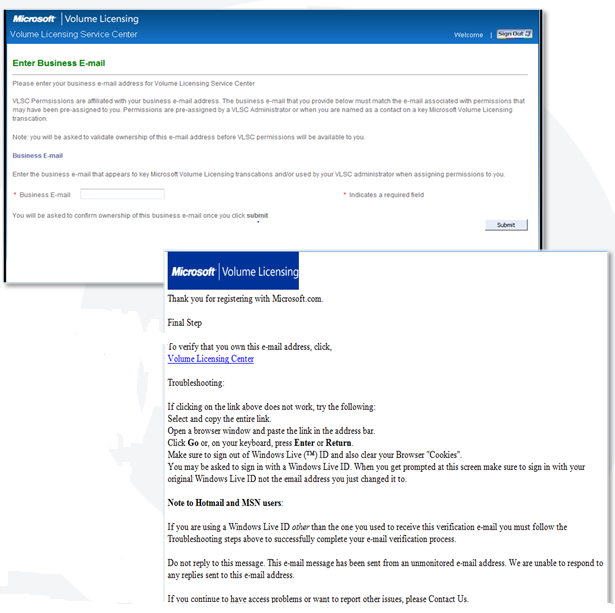 Microsoft | Volume Licensing
Volume Licensing Service Center
Welcome | Sign Out
Enter Business E-mail
Please enter your business e-mail address for Volume Licensing Service Center
VLSC Permsissions are affiliated with your business e-mail address. The business e-mail that you provide below must match the e-mail associated with permissions that
may have been pre-assigned to you. Permissions are pre-assigned by a VLSC Administrator or when you are named as a contact on a key Microsoft Volume Licensing
transcation.
Note: you will be asked to validate ownership of this e-mail address before VLSC permissions will be available to you.
Business E-mail
Enter the business e-mail that appears to key Microsoft Volume Licensing transcations and/or used by your VLSC administrator when assigning permissions to you.
* Business E-mail
* Indicates a required field
You will be asked to confirm ownership of this business e-mail once you click submit
Submit
Microsoft | Volume Licensing
Thank you for registering with Microsoft.com.
Final Step
To verify that you own this e-mail address, click,
Volume Licensing Center
Troubleshooting:
If clicking on the link above does not work, try the following:
Select and copy the entire link.
Open a browser window and paste the link in the address bar.
Click Go or, on your keyboard, press Enter or Return.
Make sure to sign out of Windows Live (™) ID and also clear your Browser "Cookies".
You may be asked to sign in with a Windows Live ID. When you get prompted at this screen make sure to sign in with your
original Windows Live ID not the email address you just changed it to.
Note to Hotmail and MSN users:
If you are using a Windows Live ID other than the one you used to receive this verification e-mail you must follow the
Troubleshooting steps above to successfully complete your e-mail verification process.
Do not reply to this message. This e-mail message has been sent from an unmonitored e-mail address. We are unable to respond to
any replies sent to this e-mail address.
If you continue to have access problems or want to report other issues, please Contact Us.